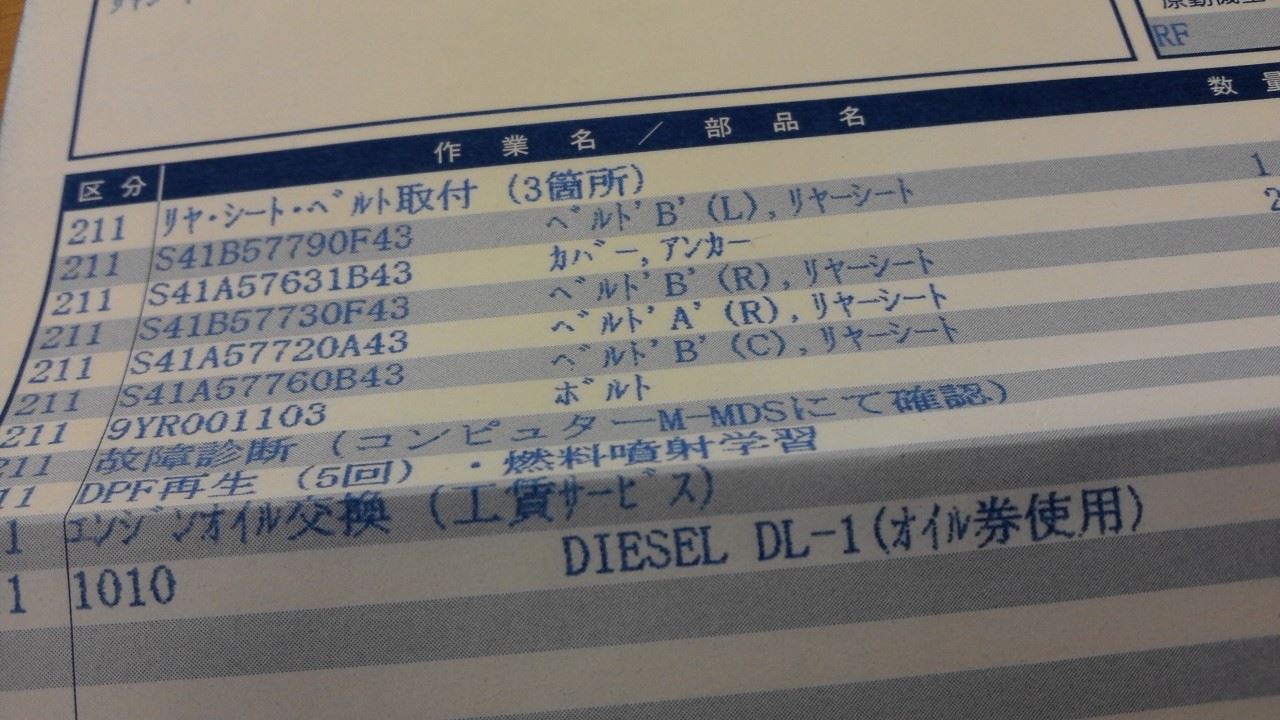 RF
区分 作業名／部品名 数量
211 ﾘﾔ･ｼｰﾄ･ﾍﾞﾙﾄ取付 (3箇所)
211 S41B57790F43 ﾍﾞﾙﾄ'B'(L),ﾘﾔｰｼｰﾄ 1
211 S41A57631B43 ｶﾊﾞｰ,ｱﾝｶｰ 2
211 S41B57730F43 ﾍﾞﾙﾄ'B'(R),ﾘﾔｰｼｰﾄ
211 S41A57720A43 ﾍﾞﾙﾄ'A'(R),ﾘﾔｰｼｰﾄ
211 S41A57760B43 ﾍﾞﾙﾄ'B'(C),ﾘﾔｰｼｰﾄ
211 9YR001103 ﾎﾞﾙﾄ
211 故障診断 (コンピュターM-MDSにて確認)
11 DPF再生 (5回) ・燃料噴射学習
1 ｴﾝｼﾞﾝｵｲﾙ交換 (工賃ｻｰﾋﾞｽ)
1 1010 DIESEL DL-1(ｵｲﾙ券使用)